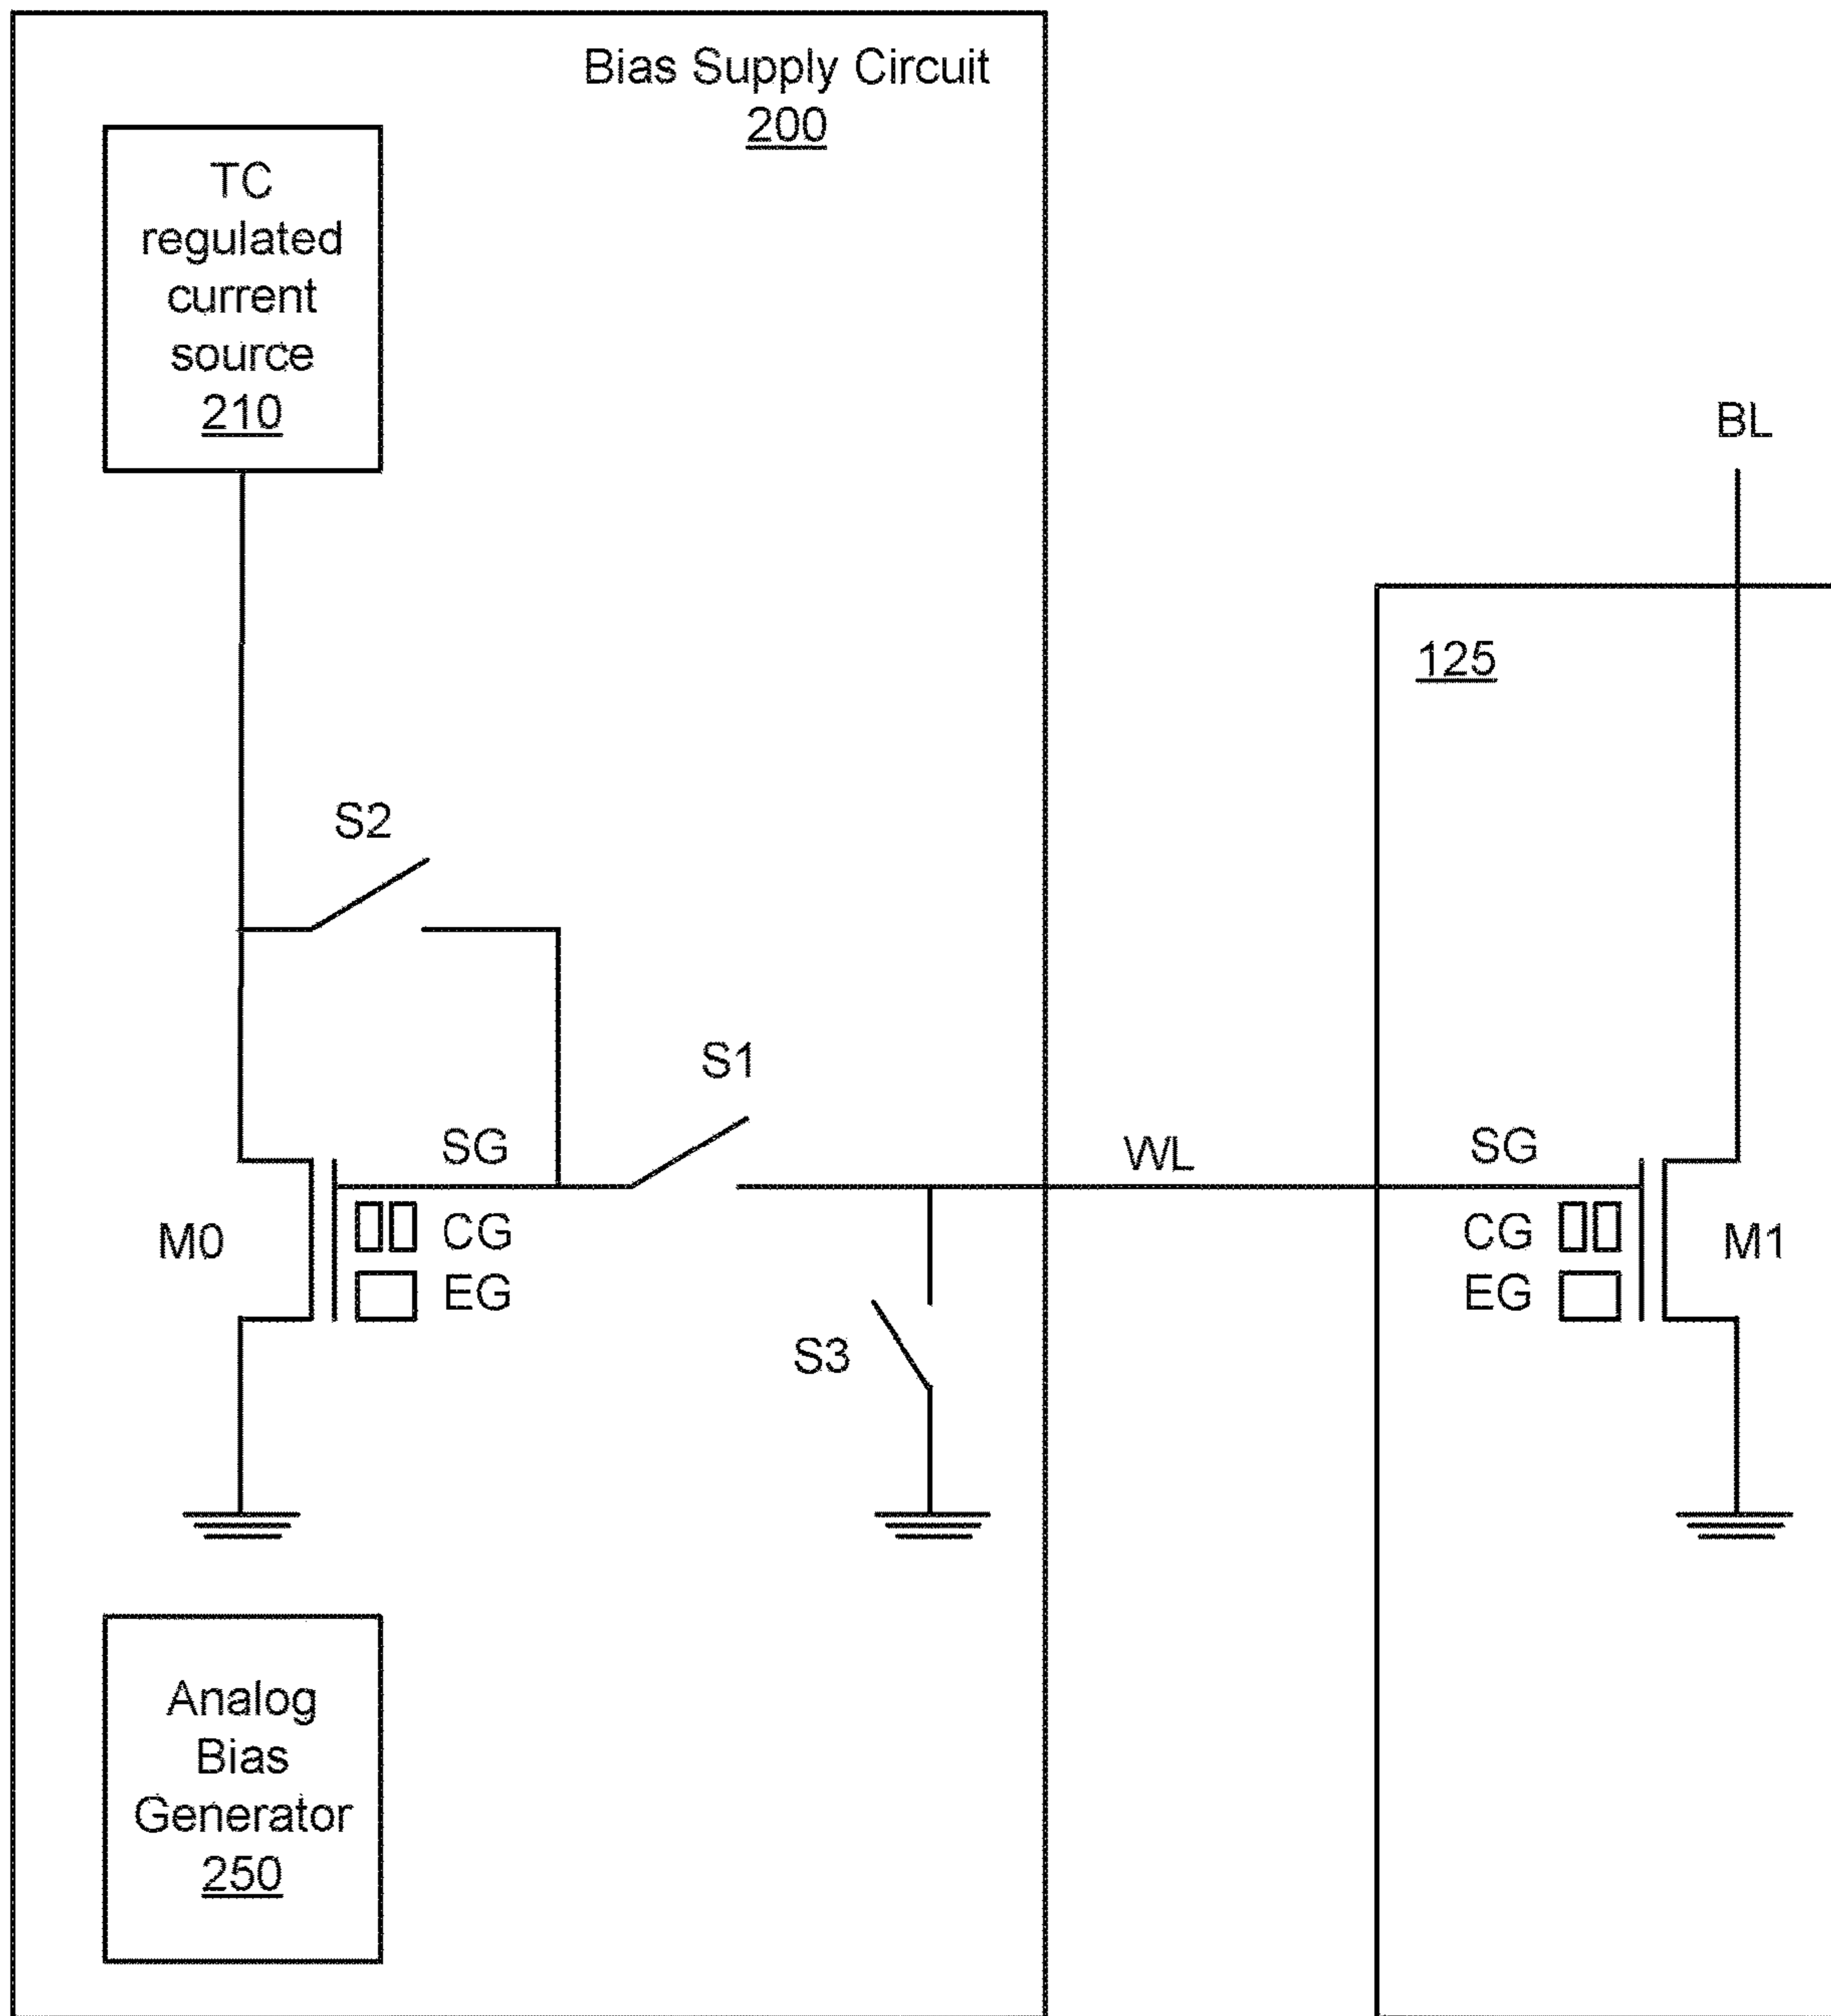 Bias Supply Circuit
200
TC
regulated
current
source
210
BL
125
S2
S1
SG
WL
SG
M0
CG
CG
M1
EG
EG
S3
Analog
Bias
Generator
250